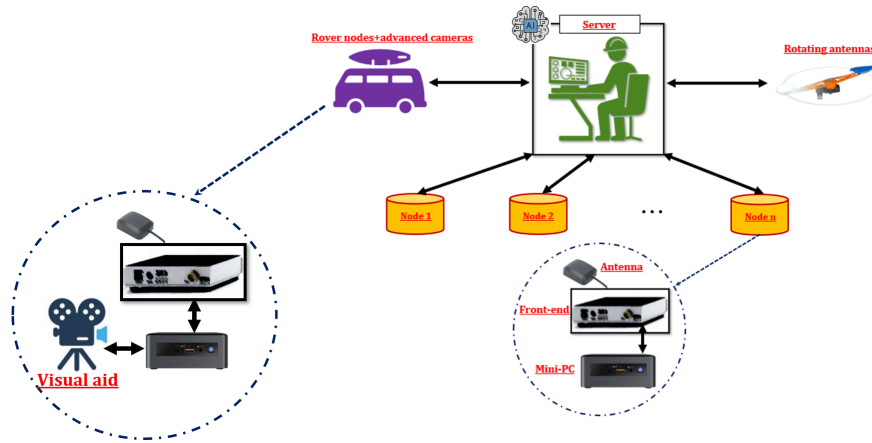 Server
AI
Rover nodes+advanced cameras
Rotating antennas
Node 1
Node 2
...
Node n
Antenna
Front-end
Mini-PC
Visual aid